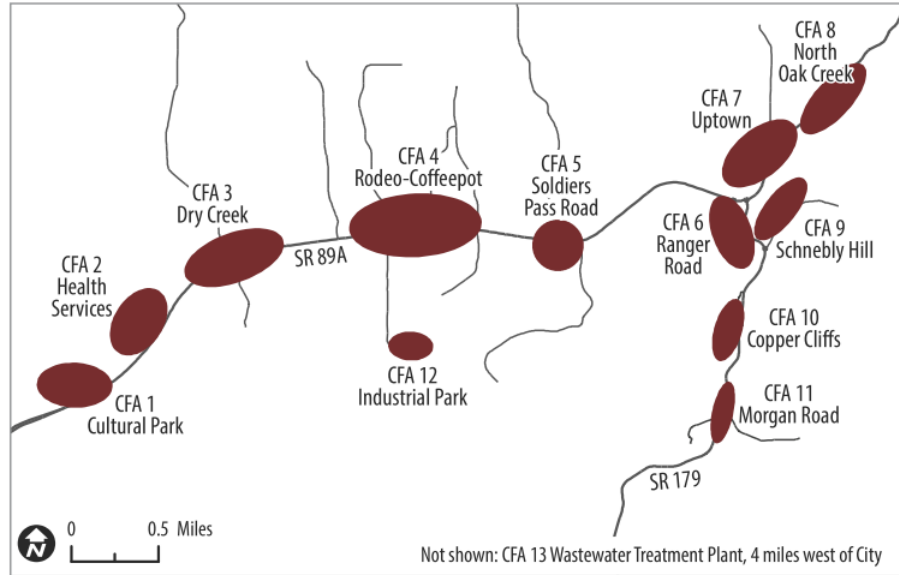 CFA 8
North
Oak Creek
CFA 7
Uptown
CFA 4
Rodeo-Coffeepot
CFA 5
Soldiers
Pass Road
CFA 3
Dry Creek
SR 89A
CFA 6
Ranger
Road
CFA 9
Schnebly Hill
CFA 2
Health
Services
CFA 10
Copper Cliffs
CFA 12
Industrial Park
CFA 1
Cultural Park
CFA 11
Morgan Road
SR 179
N
0 0.5 Miles
Not shown: CFA 13 Wastewater Treatment Plant, 4 miles west of City